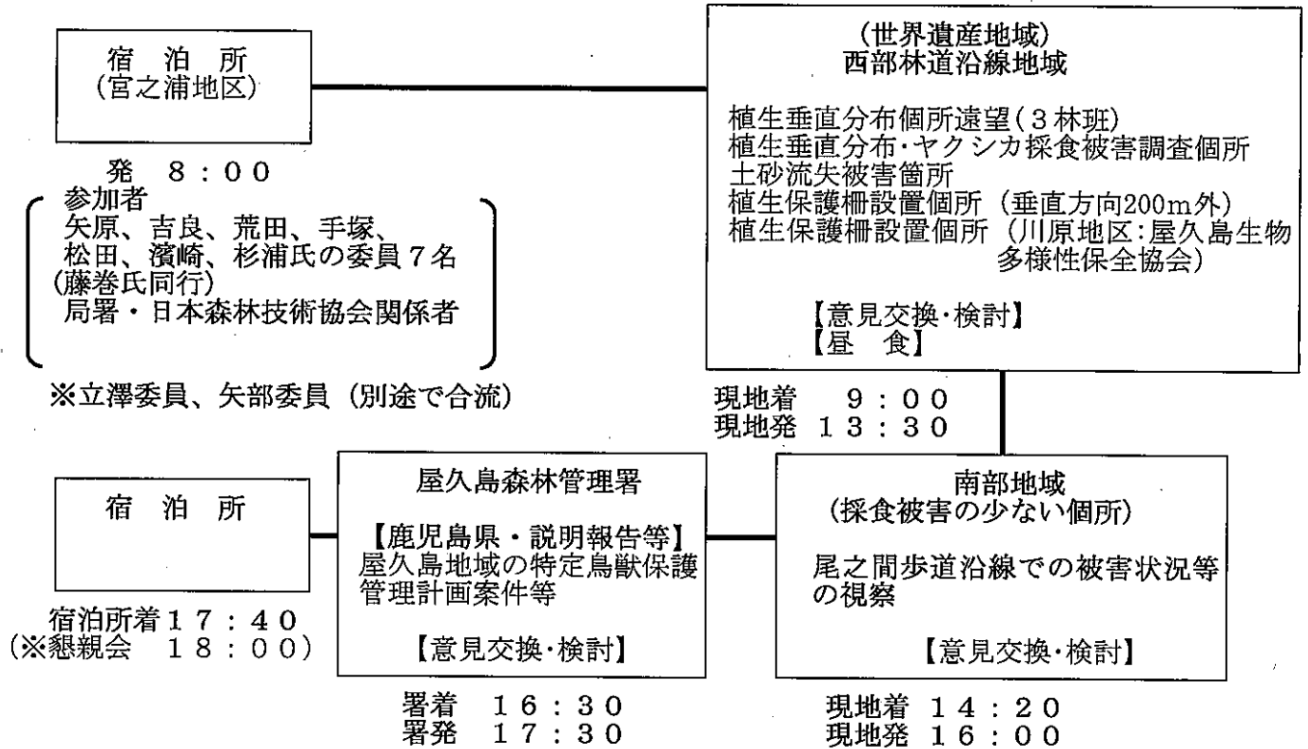 宿 泊 所
(宮之浦地区)
発 8:00
参加者
矢原、吉良、荒田、手塚、
松田、濱崎、杉浦氏の委員7名
(藤巻氏同行)
局署・日本森林技術協会関係者
※立澤委員、矢部委員(別途で合流)
(世界遺産地域)
西部林道沿線地域
植生垂直分布個所遠望(3林班)
植生垂直分布・ヤクシカ採食被害調査個所
土砂流失被害箇所
植生保護柵設置個所(垂直方向200m外)
植生保護柵設置個所(川原地区:屋久島生物
多様性保全協会)
【意見交換・検討】
【昼 食】
現地着 9:00
現地発 13:30
南部地域
(採食被害の少ない個所)
尾之間歩道沿線での被害状況等
の視察
【意見交換・検討】
現地着 14:20
現地発 16:00
屋久島森林管理署
【鹿児島県・説明報告等】
屋久島地域の特定鳥獣保護
管理計画案件等
【意見交換・検討】
署着 16:30
署発 17:30
宿 泊 所
宿泊所着17:40
(※懇親会 18:00)